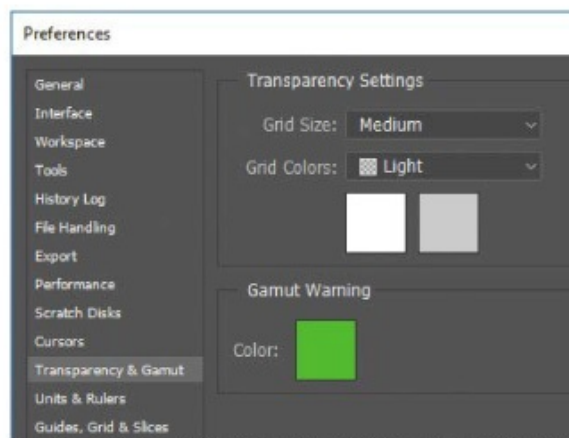 Preferences
General
Interface
Workspace
Tools
History Log
File Handling
Export
Performance
Scratch Disks
Cursors
Transparency & Gamut
Units & Rulers
Guides, Grid & Slices
Transparency Settings
Grid Size: Medium
Grid Colors: Light
Gamut Warning
Color: